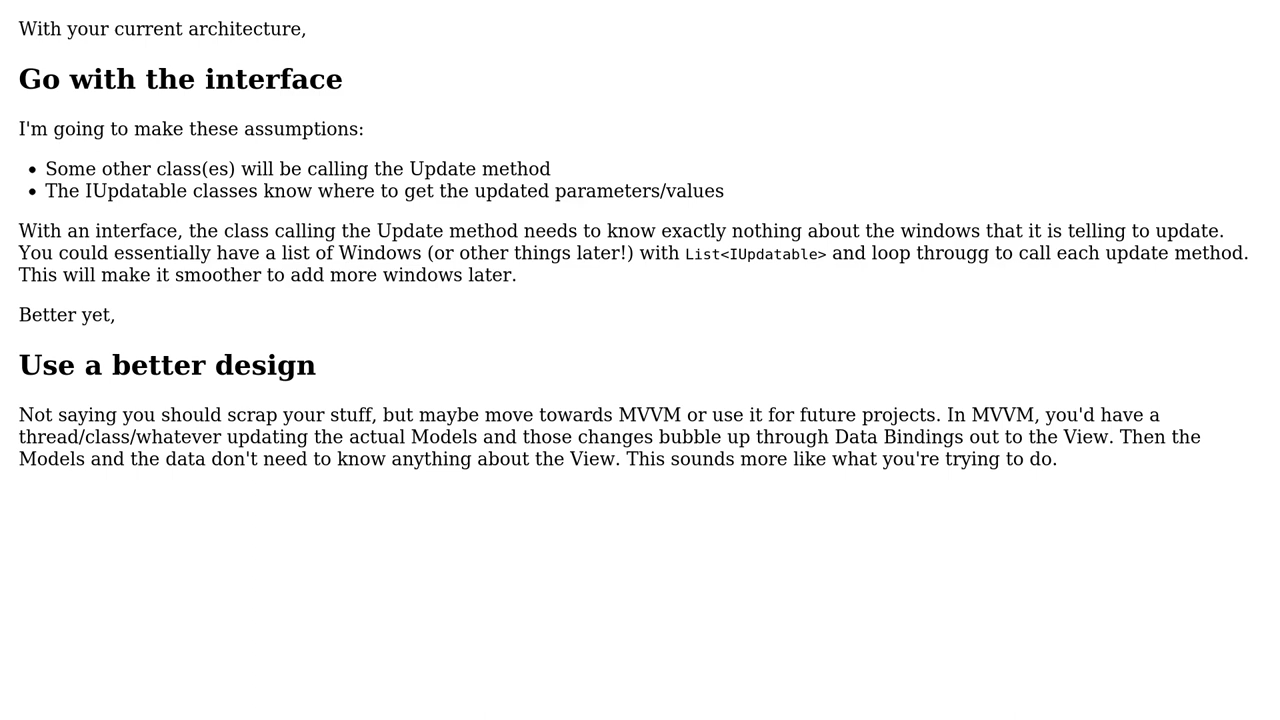 With your current architecture,
Go with the interface
I'm going to make these assumptions:
• Some other class(es) will be calling the Update method
• The IUpdatable classes know where to get the updated parameters/values
With an interface, the class calling the Update method needs to know exactly nothing about the windows that it is telling to update.
You could essentially have a list of Windows (or other things later!) with List<IUpdatable> and loop througg to call each update method.
This will make it smoother to add more windows later.
Better yet,
Use a better design
Not saying you should scrap your stuff, but maybe move towards MVVM or use it for future projects. In MVVM, you'd have a
thread/class/whatever updating the actual Models and those changes bubble up through Data Bindings out to the View. Then the
Models and the data don't need to know anything about the View. This sounds more like what you're trying to do.